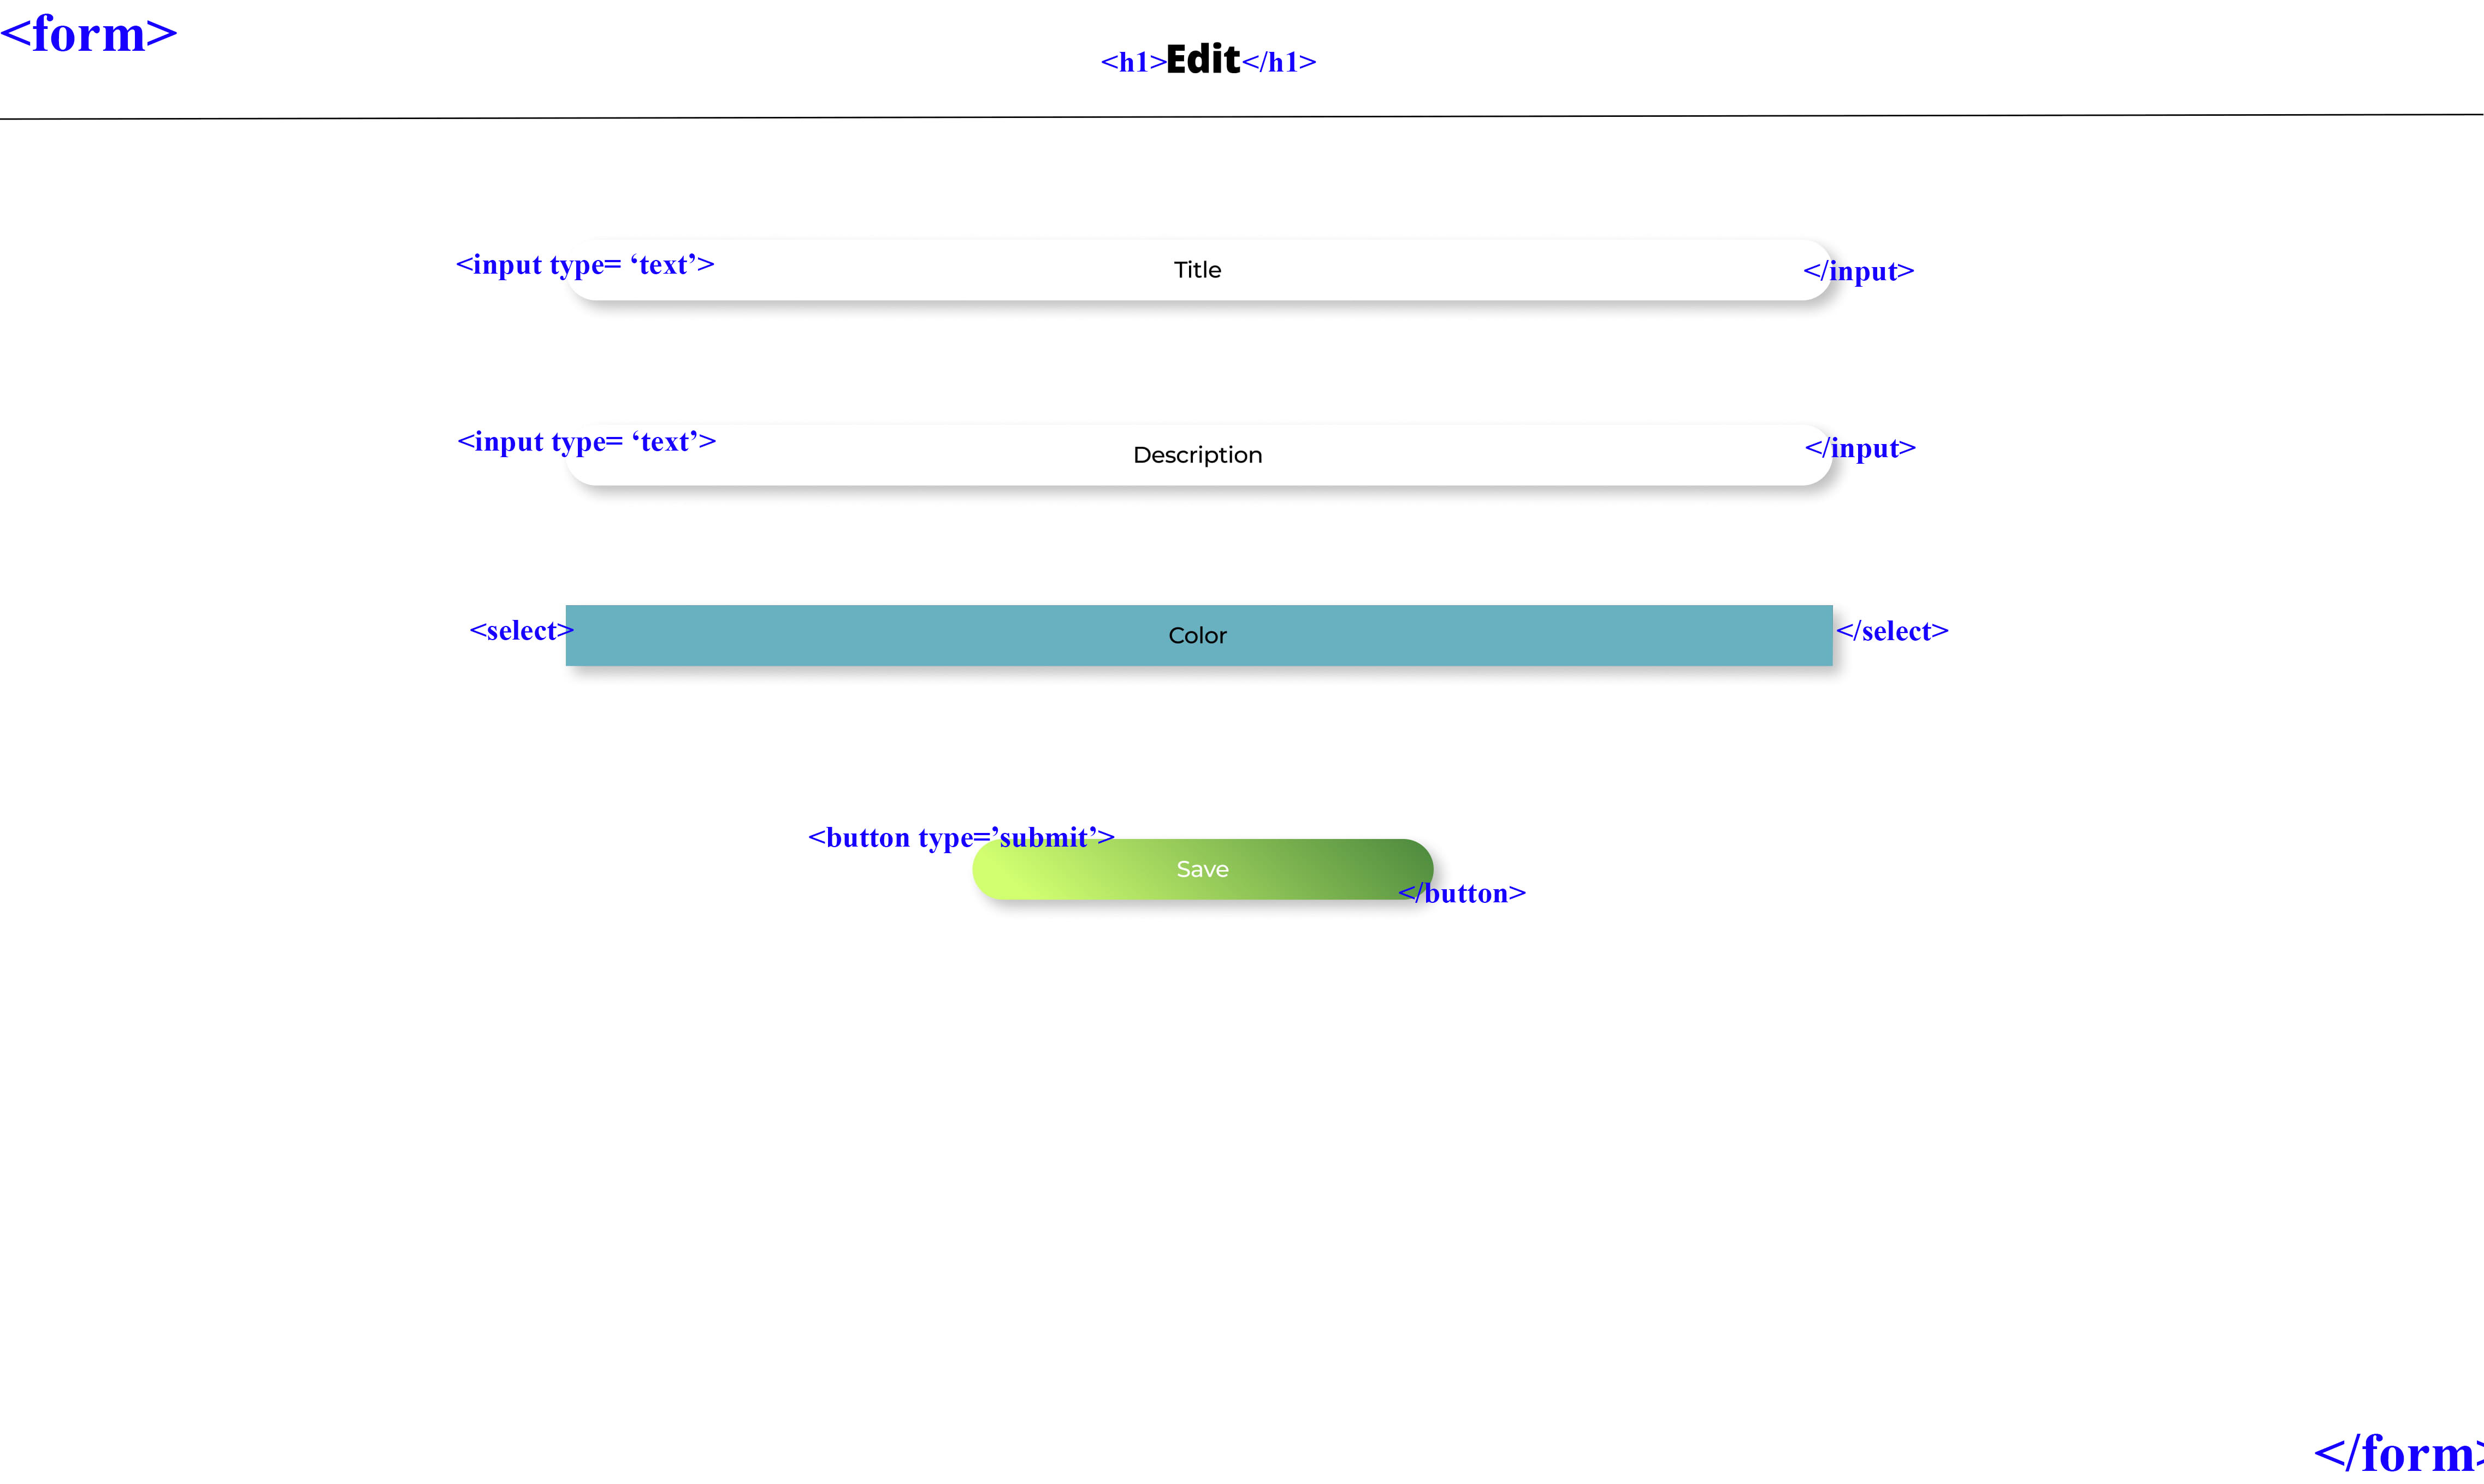 <form>
<h1>Edit</h1>
<input type= ‘text’> Title </input>
<input type= ‘text’> Description </input>
<select> Color </select>
<button type=’submit’>
Save
</button>
</form>